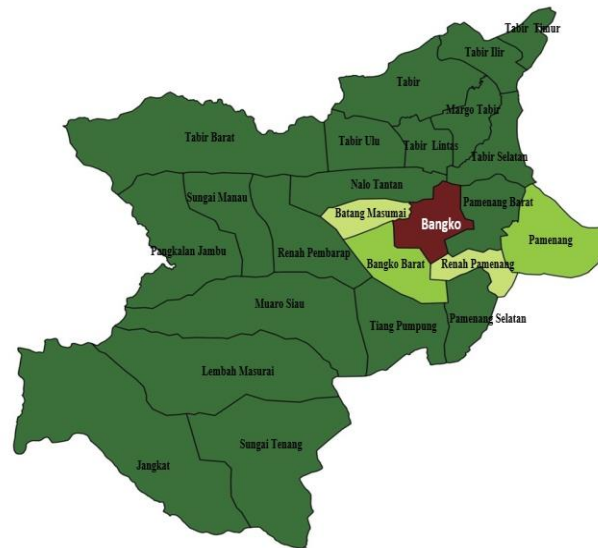 Tabir Timur
Tabir Ilir
Tabir
Margo Tabir
Tabir Barat
Tabir Ulu
Tabir Lintas
Tabir Selatan
Nalo Tantan
Sungai Manau
Pamenang Barat
Batang Masumai
Bangko
Pamenang
Pangkalan Jambu
Renah Pembarap
Bangko Barat
Renah Pamenang
Muaro Siau
Tiang Pumpung
Pamenang Selatan
Lembah Masurai
Sungai Tenang
Jangkat